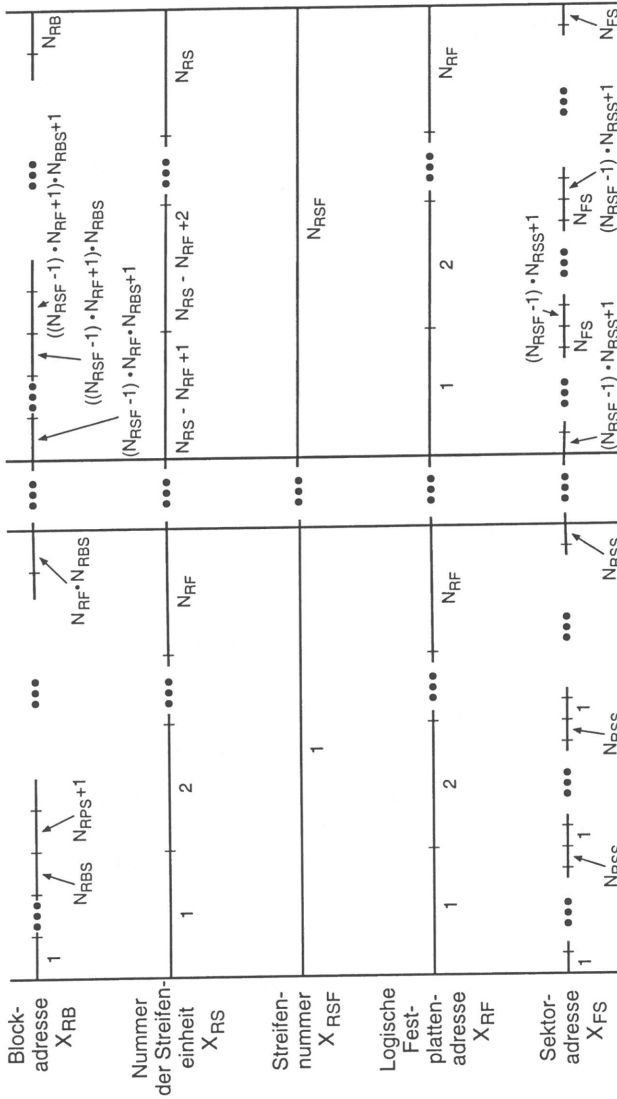 Block-
adresse
X_RB
1
N_RBS
N_RPS+1
N_RF•N_RBS
(N_RSF-1)•N_RF•N_RBS+1
((N_RSF-1)•N_RF+1)•N_RBS
((N_RSF-1)•N_RF+1)•N_RBS+1
N_RB
Nummer
der Streifen-
einheit
X_RS
1
2
N_RF
N_RS - N_RF+1
N_RS - N_RF+2
N_RS
Streifen-
nummer
X_RSF
1
N_RSF
Logische
Fest-
platten-
adresse
X_RF
1
2
N_RF
1
2
N_RF
Sektor-
adresse
X_FS
1
N_RSS
1
N_RSS
1
N_RSS
(N_RSF-1)•N_RSS+1
N_FS
(N_RSF-1)•N_RSS+1
N_FS
(N_RSF-1)•N_RSS+1
N_FS